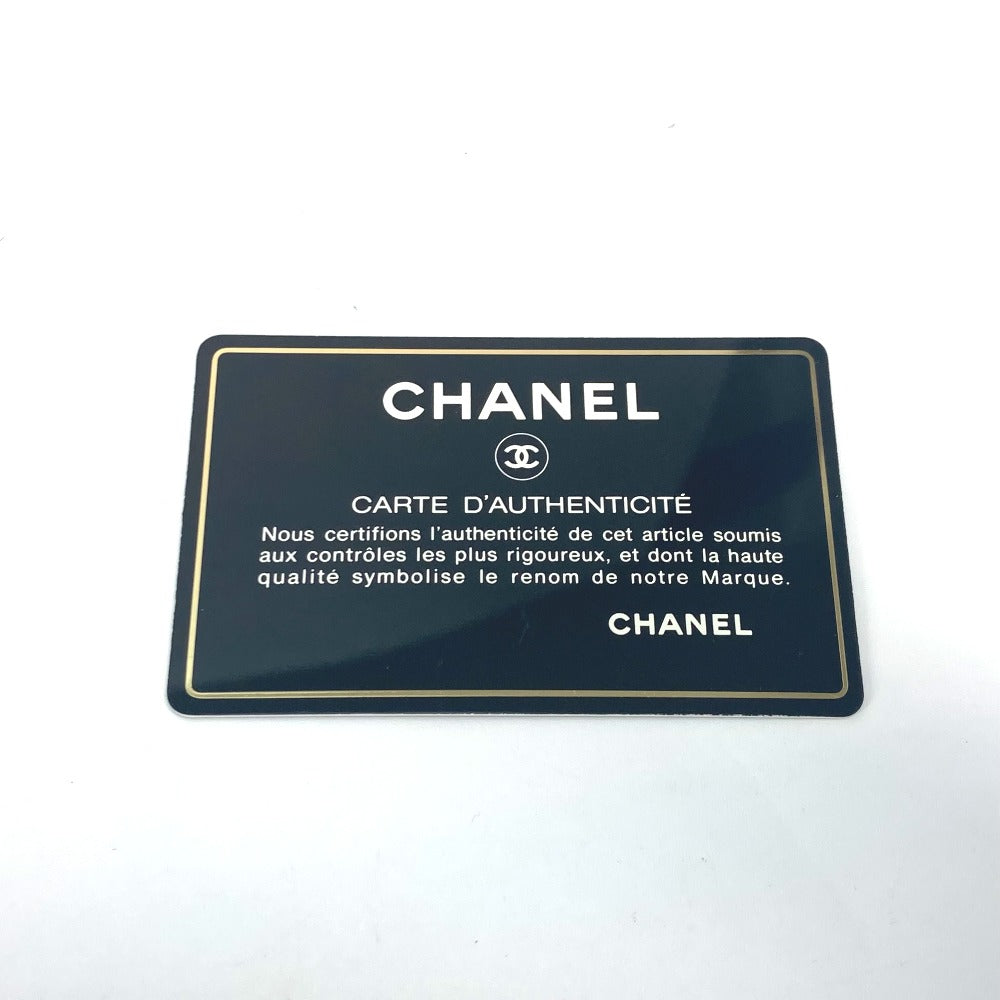 CHANEL
CARTE D'AUTHENTICITÉ
Nous certifions l'authenticité de cet article soumis
aux contrôles les plus rigoureux, et dont la haute
qualité symbolise le renom de notre Marque.
CHANEL